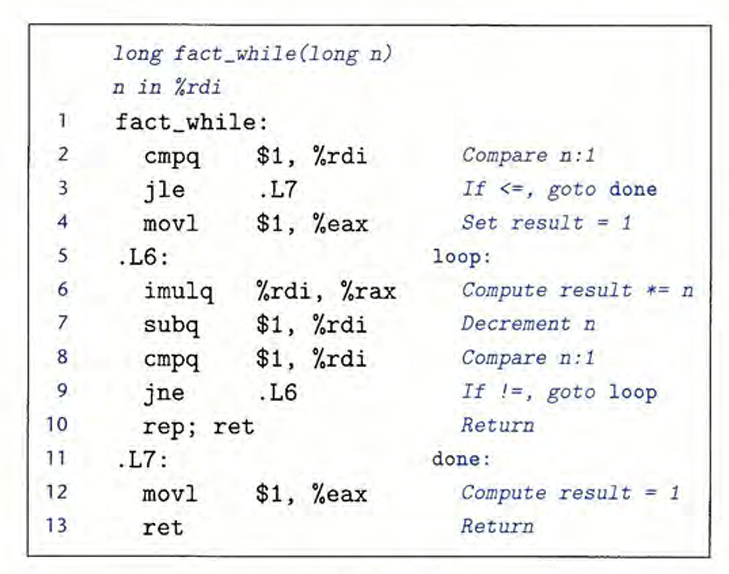 long fact_while(long n)
n in %rdi
1 fact_while:
2 cmpq $1, %rdi Compare n:1
3 jle .L7 If <=, goto done
4 movl $1, %eax Set result = 1
5 .L6: loop:
6 imulq %rdi, %rax Compute result *= n
7 subq $1, %rdi Decrement n
8 cmpq $1, %rdi Compare n:1
9 jne .L6 If !=, goto loop
10 rep; ret Return
11 .L7: done:
12 movl $1, %eax Compute result = 1
13 ret Return